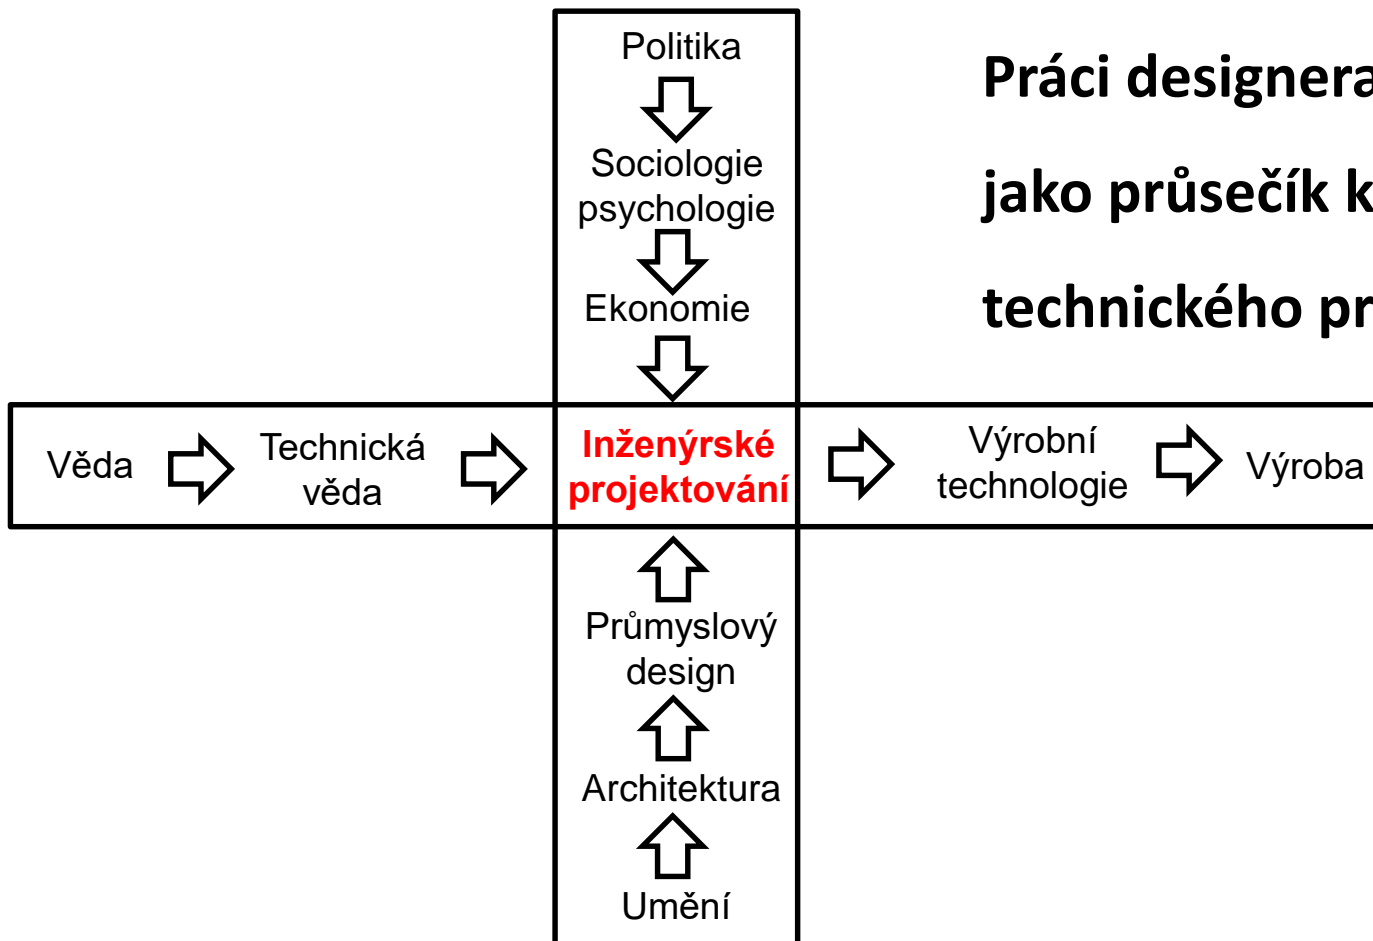 Politika
Sociologie
psychologie
Ekonomie
Práci designera
jako průsečík k
technického pr
Věda
Technická
věda
Inženýrské
projektování
Výrobní
technologie
Výroba
Průmyslový
design
Architektura
Umění